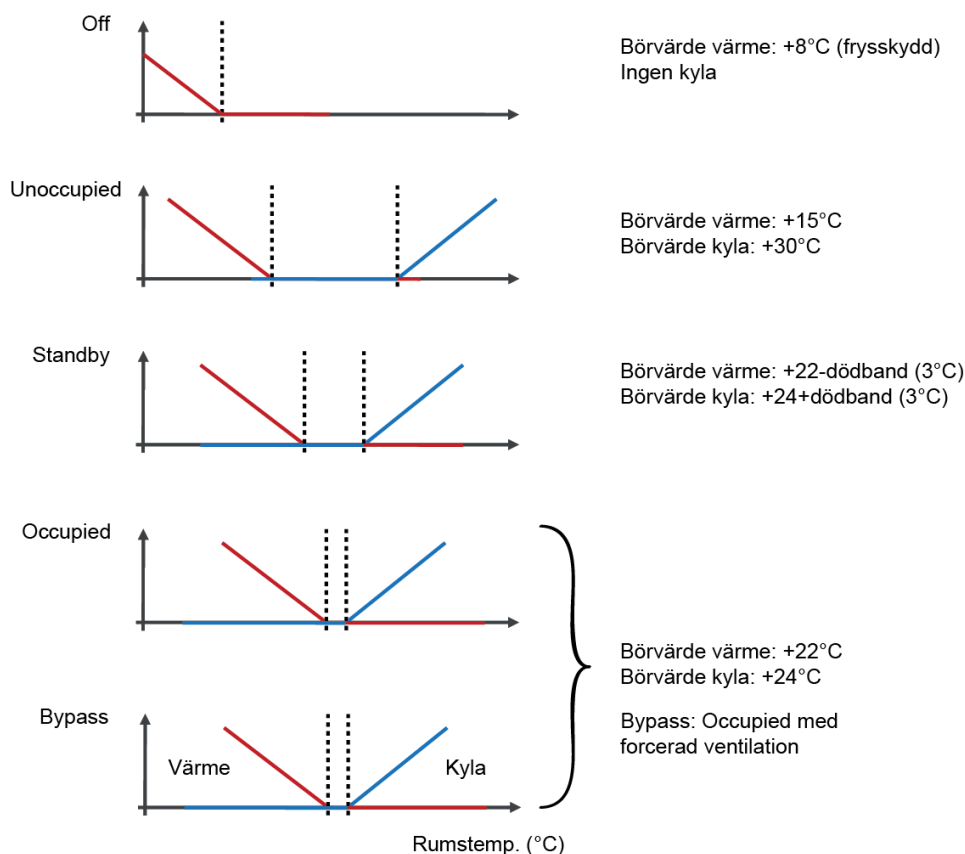 Off
Börvärde värme: +8°C (frysskydd)
Ingen kyla
Unoccupied
Börvärde värme: +15°C
Börvärde kyla: +30°C
Standby
Börvärde värme: +22-dödband (3°C)
Börvärde kyla: +24+dödband (3°C)
Occupied
Börvärde värme: +22°C
Börvärde kyla: +24°C
Bypass
Bypass: Occupied med
forcerad ventilation
Värme
Kyla
Rumstemp. (°C)